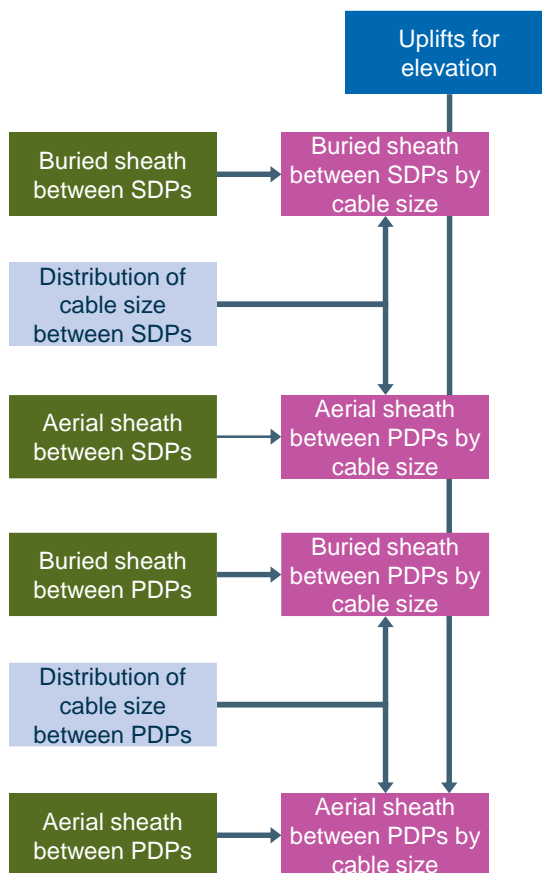 Uplifts for
elevation
Buried sheath
between SDPs
Buried sheath
between SDPs by
cable size
Distribution of
cable size
between SDPs
Aerial sheath
between SDPs
Aerial sheath
between PDPs by
cable size
Buried sheath
between PDPs
Buried sheath
between PDPs by
cable size
Distribution of
cable size
between PDPs
Aerial sheath
between PDPs
Aerial sheath
between PDPs by
cable size